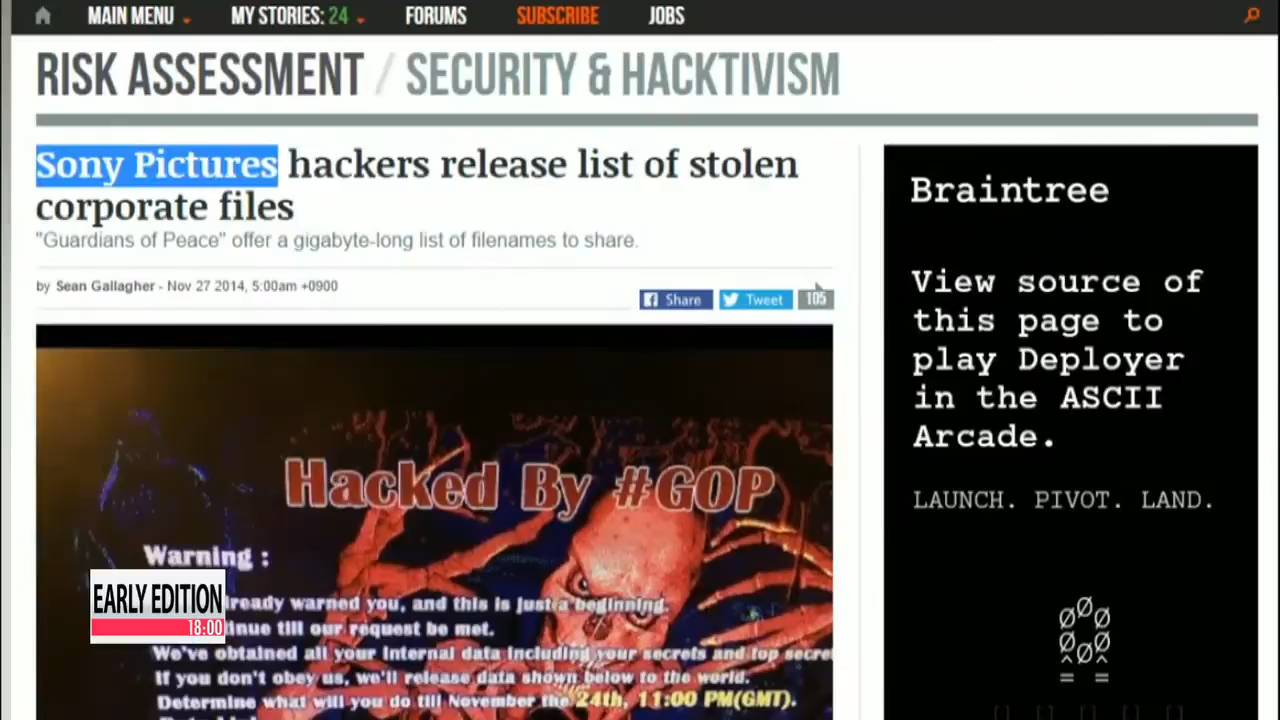 MAIN MENU MY STORIES: 24 FORUMS SUBSCRIBE JOBS
RISK ASSESSMENT / SECURITY & HACKTIVISM
Sony Pictures hackers release list of stolen
corporate files
"Guardians of Peace" offer a gigabyte-long list of filenames to share.
by Sean Gallagher - Nov 27 2014, 5:00am +0900
Share Tweet 105
Hacked By #GOP
Warning :
already warned you, and this is just a beginning.
till our request be met.
We've obtained all your internal data including your secrets and top
If you don't obey us, we'll release data shown below to the world.
Determine what will you do till November the 24th, 11:00 PM(GMT).
EARLY EDITION
18:00
Braintree
View source of
this page to
play Deployer
in the ASCII
Arcade.
LAUNCH. PIVOT. LAND.